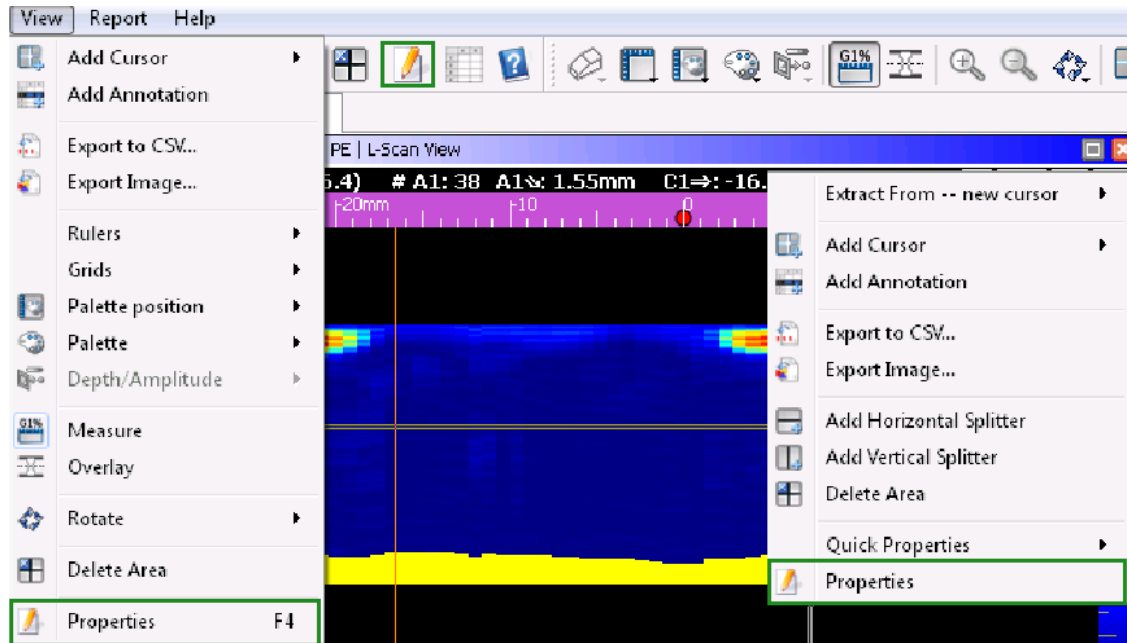 View Report Help
Add Cursor
Add Annotation
Export to CSV...
Export Image...
Rulers
Grids
Palette position
Palette
Depth/Amplitude
G1% Measure
Overlay
Rotate
Delete Area
Properties F4
G1%
PE | L-Scan View
5.4) # A1: 38 A1⇘: 1.55mm C1⇒: -16.
-20mm -10 0
Extract From -- new cursor
Add Cursor
Add Annotation
Export to CSV...
Export Image...
Add Horizontal Splitter
Add Vertical Splitter
Delete Area
Quick Properties
Properties